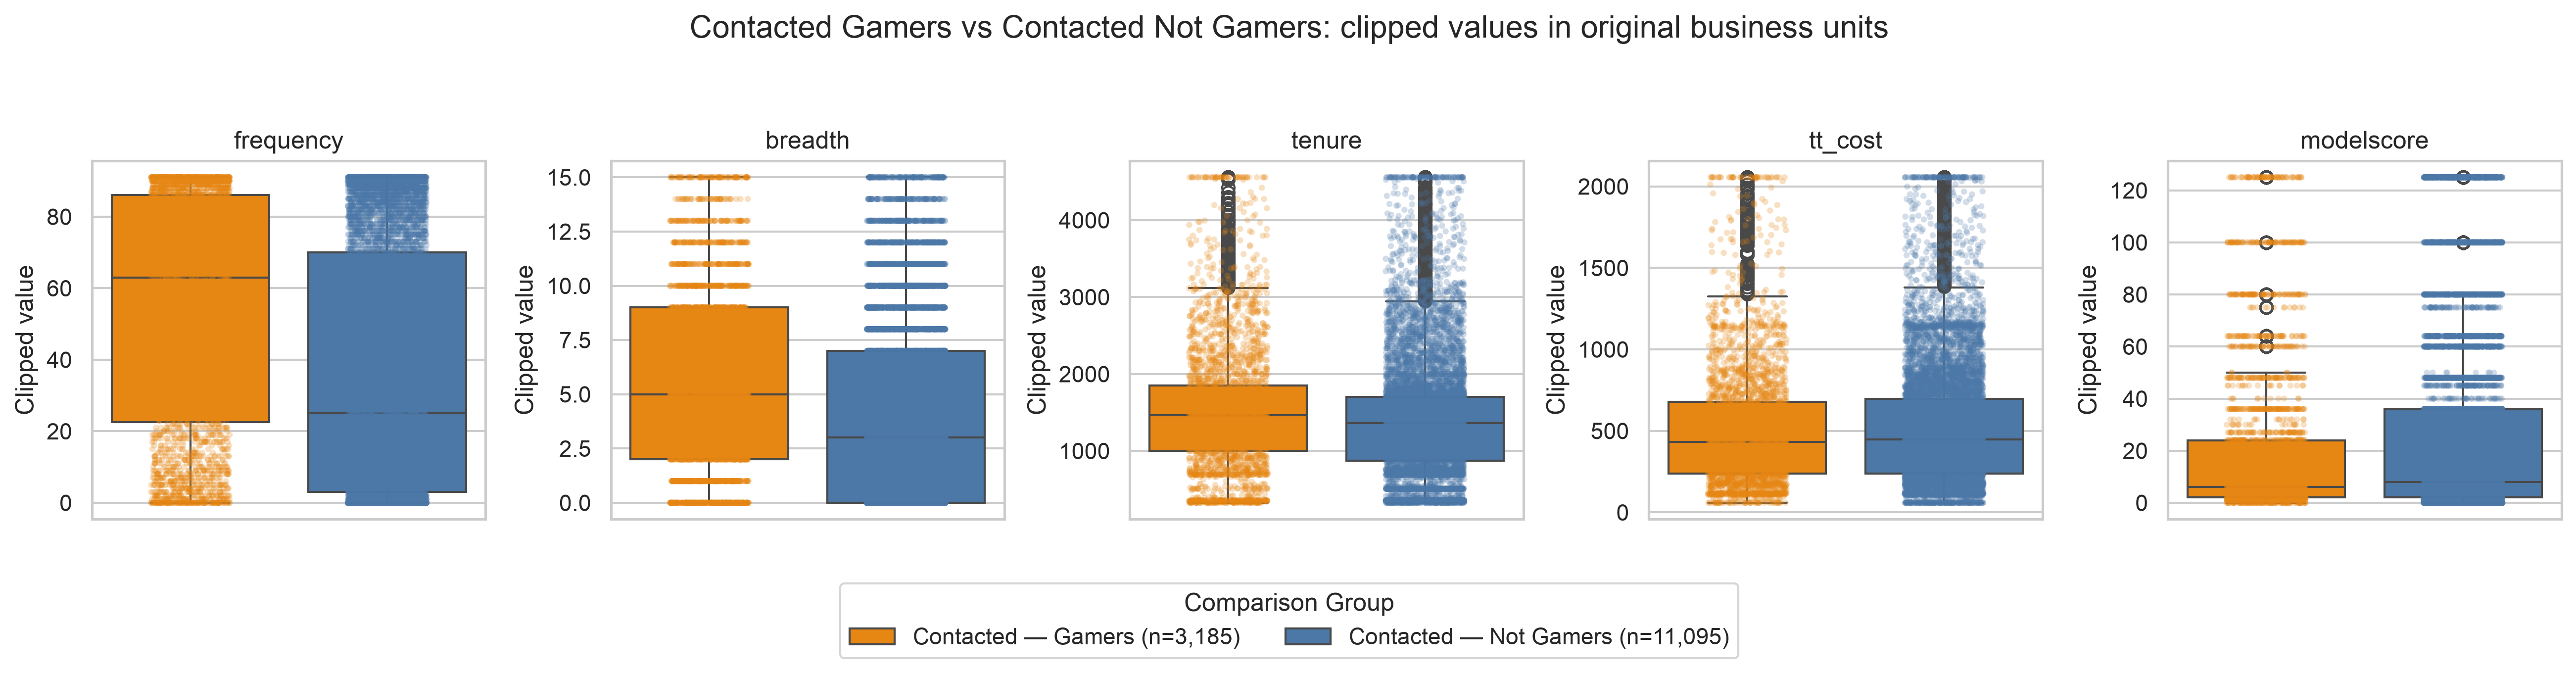 Contacted Gamers vs Contacted Not Gamers: clipped values in original business units
frequency
Clipped value
80
60
40
20
0
breadth
Clipped value
15.0
12.5
10.0
7.5
5.0
2.5
0.0
tenure
Clipped value
4000
3000
2000
1000
tt_cost
Clipped value
2000
1500
1000
500
0
modelscore
Clipped value
120
100
80
60
40
20
0
Comparison Group
Contacted — Gamers (n=3,185)
Contacted — Not Gamers (n=11,095)